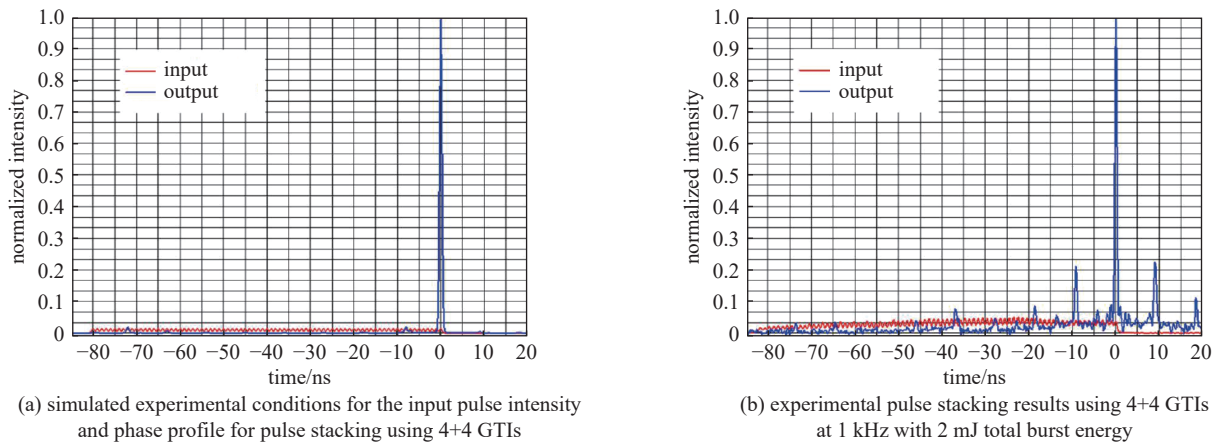 1.0
0.9
0.8
0.7
0.6
0.5
0.4
0.3
0.2
0.1
0
normalized intensity
input
output
−80 −70 −60 −50 −40 −30 −20 −10 0 10 20
time/ns
(a) simulated experimental conditions for the input pulse intensity
and phase profile for pulse stacking using 4+4 GTIs
1.0
0.9
0.8
0.7
0.6
0.5
0.4
0.3
0.2
0.1
0
normalized intensity
input
output
−80 −70 −60 −50 −40 −30 −20 −10 0 10 20
time/ns
(b) experimental pulse stacking results using 4+4 GTIs
at 1 kHz with 2 mJ total burst energy